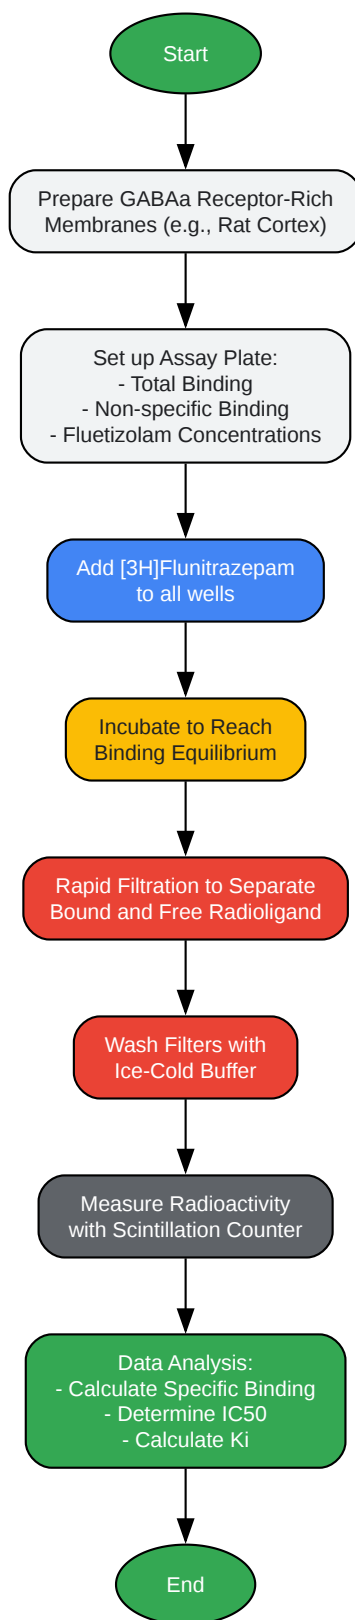 Start
Prepare GABAa Receptor-Rich
Membranes (e.g., Rat Cortex)
Set up Assay Plate:
- Total Binding
- Non-specific Binding
- Fluetizolam Concentrations
Add [3H]Flunitrazepam
to all wells
Incubate to Reach
Binding Equilibrium
Rapid Filtration to Separate
Bound and Free Radioligand
Wash Filters with
Ice-Cold Buffer
Measure Radioactivity
with Scintillation Counter
Data Analysis:
- Calculate Specific Binding
- Determine IC50
- Calculate Ki
End